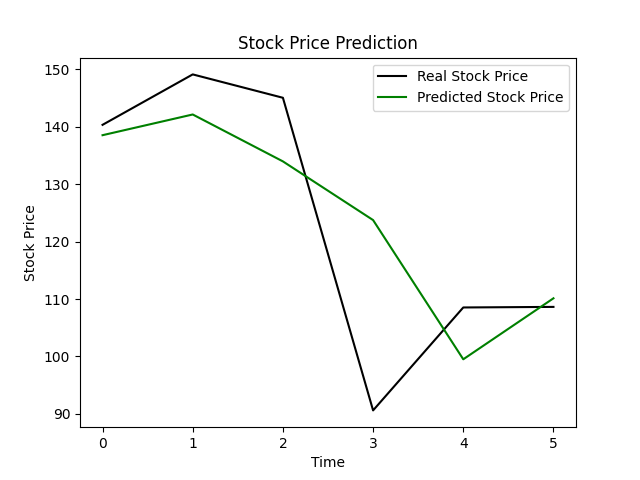 Stock Price Prediction
Real Stock Price
Predicted Stock Price
Stock Price
150
140
130
120
110
100
90
0 1 2 3 4 5
Time